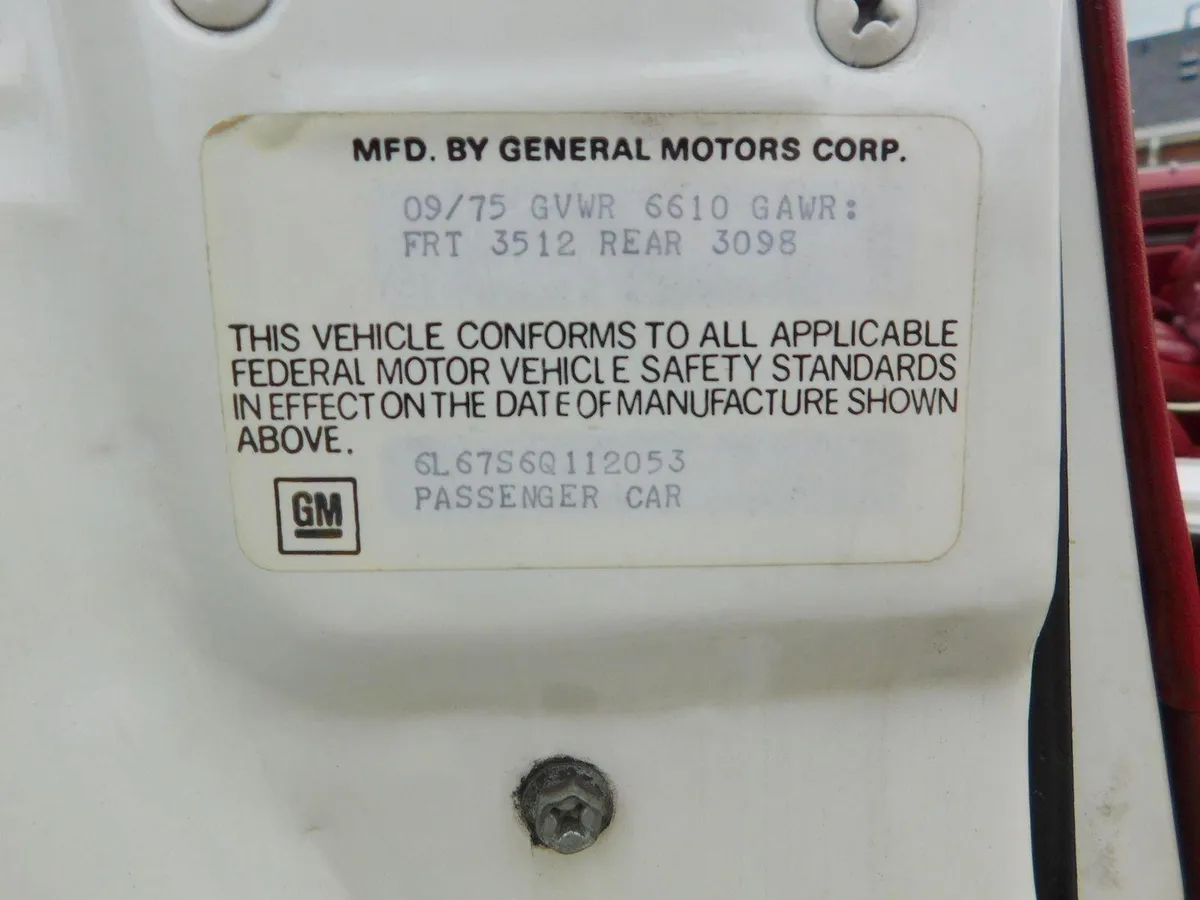 MFD. BY GENERAL MOTORS CORP.
09/75 GVWR 6610 GAWR:
FRT 3512 REAR 3098
THIS VEHICLE CONFORMS TO ALL APPLICABLE
FEDERAL MOTOR VEHICLE SAFETY STANDARDS
IN EFFECT ON THE DATE OF MANUFACTURE SHOWN
ABOVE.
6L67S6Q112053
PASSENGER CAR
GM